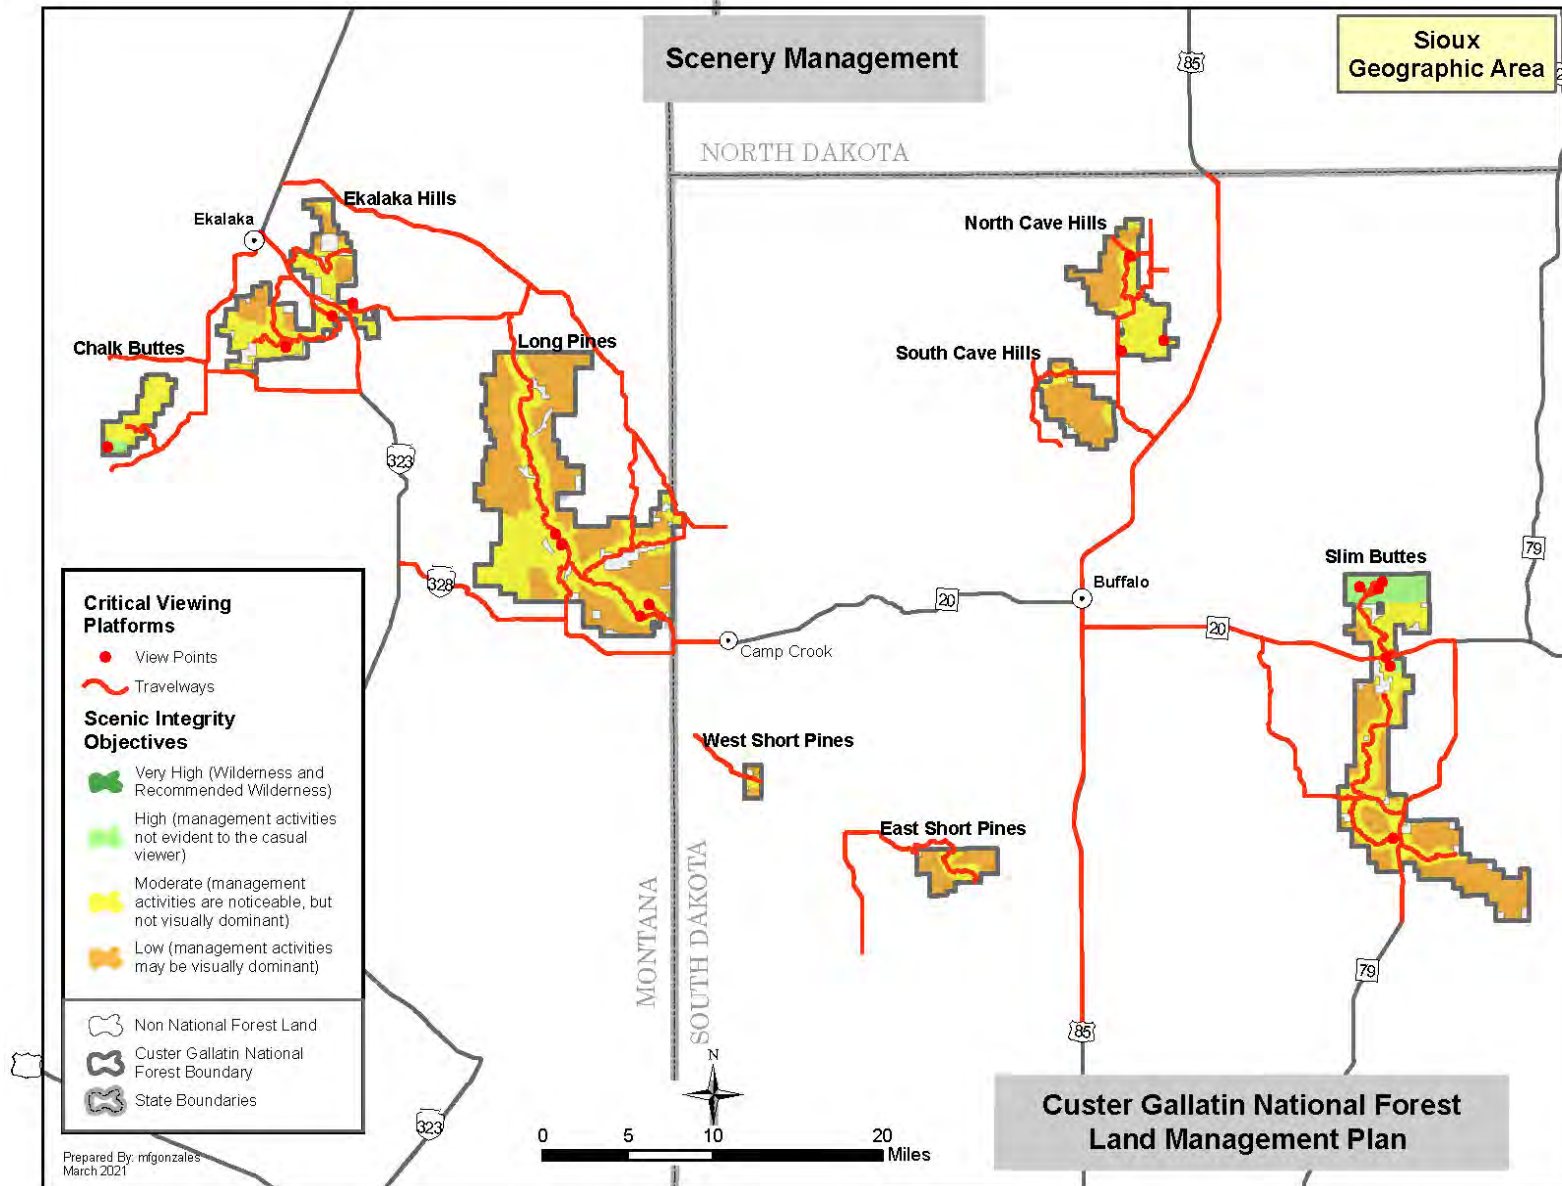 Scenery Management
Sioux
Geographic Area
85
NORTH DAKOTA
Ekalaka Hills
Ekalaka
North Cave Hills
Long Pines
Chalk Buttes
South Cave Hills
323
79
Slim Buttes
328
Buffalo
20
20
Camp Crook
West Short Pines
East Short Pines
MONTANA
SOUTH DAKOTA
79
85
323
Critical Viewing
Platforms
View Points
Travelways
Scenic Integrity
Objectives
Very High (Wilderness and
Recommended Wilderness)
High (management activities
not evident to the casual
viewer)
Moderate (management
activities are noticeable, but
not visually dominant)
Low (management activities
may be visually dominant)
Non National Forest Land
Custer Gallatin National
Forest Boundary
State Boundaries
Prepared By: mfgonzales
March 2021
N
0 5 10 20
Miles
Custer Gallatin National Forest
Land Management Plan